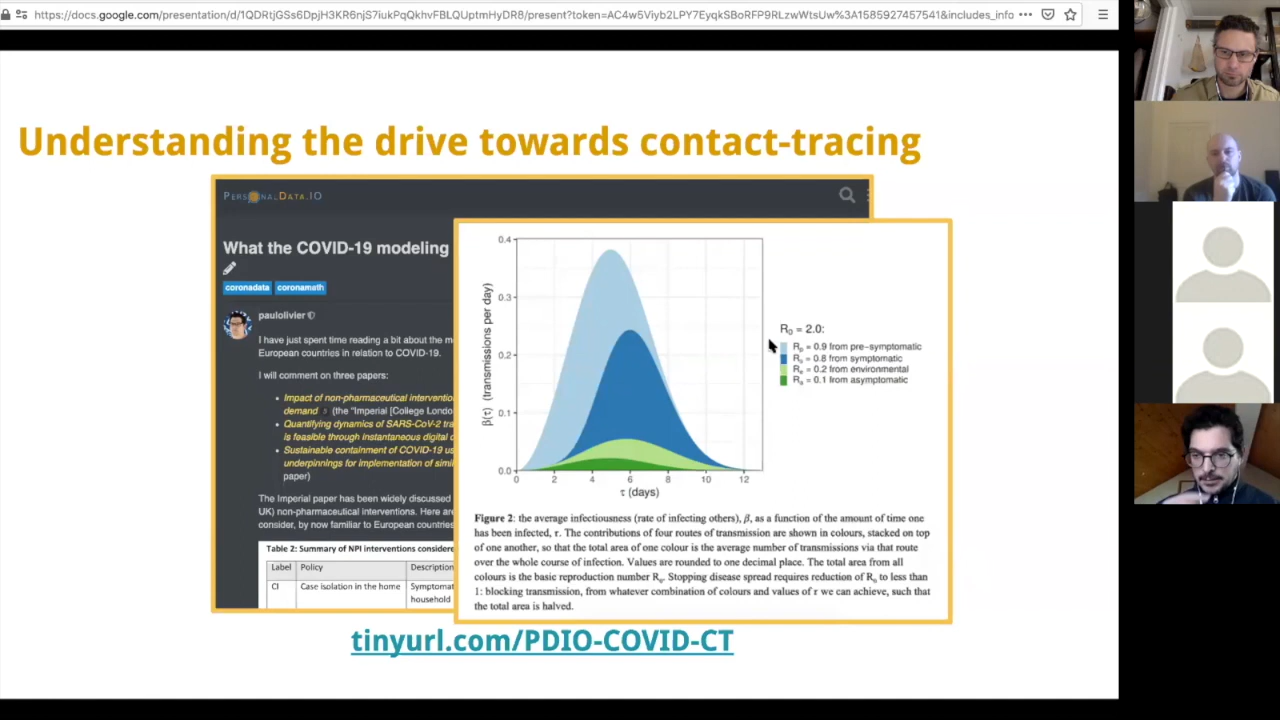 https://docs.google.com/presentation/d/1QDRtjGSs6DpjH3KR6njS7iukPqQkhvFBLQUptmHyDR8/present?token=AC4w5Viyb2LPY7EyqkSBoRFP9RLzwWtsUw%3A1585927457541&includes_info
Understanding the drive towards contact-tracing
PERSONALDATA.IO
What the COVID-19 modeling
coronadata coronamath
paulolivier
I have just spent time reading a bit about the m
European countries in relation to COVID-19.
I will comment on three papers:
• Impact of non-pharmaceutical interventio
demand 5 (the "Imperial [College Londo
• Quantifying dynamics of SARS-CoV-2 tra
is feasible through instantaneous digital c
• Sustainable containment of COVID-19 us
underpinnings for implementation of simil
paper)
The Imperial paper has been widely discussed
UK) non-pharmaceutical interventions. Here are
consider, by now familiar to European countries
Table 2: Summary of NPI interventions considere
Label Policy Description
CI Case isolation in the home Symptomat
household
0.4
0.3
0.2
0.1
0.0
β(τ) (transmissions per day)
0 2 4 6 8 10 12
τ (days)
R₀ = 2.0:
R₀ = 0.9 from pre-symptomatic
R₀ = 0.8 from symptomatic
R₀ = 0.2 from environmental
R₀ = 0.1 from asymptomatic
Figure 2: the average infectiousness (rate of infecting others), β, as a function of the amount of time one
has been infected, τ. The contributions of four routes of transmission are shown in colours, stacked on top
of one another, so that the total area of one colour is the average number of transmissions via that route
over the whole course of infection. Values are rounded to one decimal place. The total area from all
colours is the basic reproduction number R₀. Stopping disease spread requires reduction of R₀ to less than
1: blocking transmission, from whatever combination of colours and values of τ we can achieve, such that
the total area is halved.
tinyurl.com/PDIO-COVID-CT